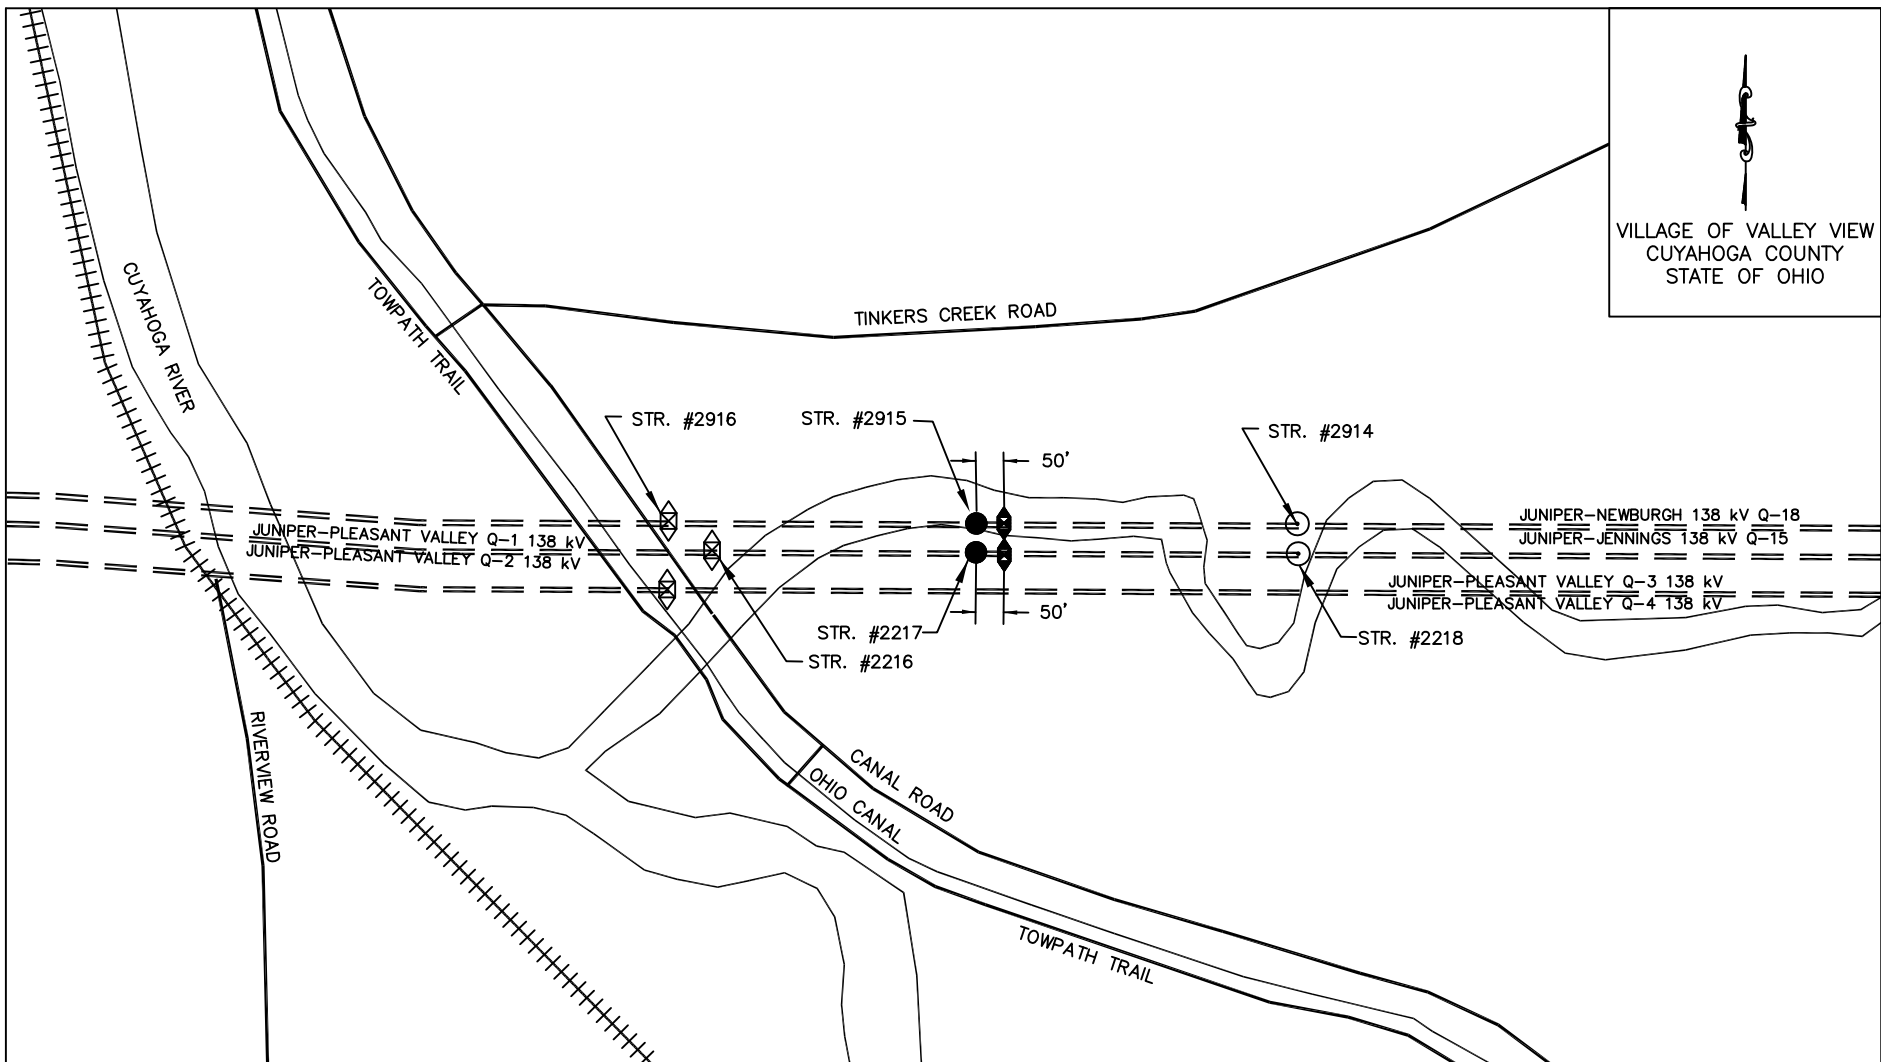 VILLAGE OF VALLEY VIEW
CUYAHOGA COUNTY
STATE OF OHIO
CUYAHOGA RIVER
TOWPATH TRAIL
TINKERS CREEK ROAD
STR. #2916
STR. #2915
50'
STR. #2914
JUNIPER-PLEASANT VALLEY Q-1 138 kV
JUNIPER-PLEASANT VALLEY Q-2 138 kV
JUNIPER-NEWBURGH 138 kV Q-18
JUNIPER-JENNINGS 138 kV Q-15
JUNIPER-PLEASANT VALLEY Q-3 138 kV
JUNIPER-PLEASANT VALLEY Q-4 138 kV
50'
STR. #2217
STR. #2216
STR. #2218
RIVERVIEW ROAD
CANAL ROAD
OHIO CANAL
TOWPATH TRAIL